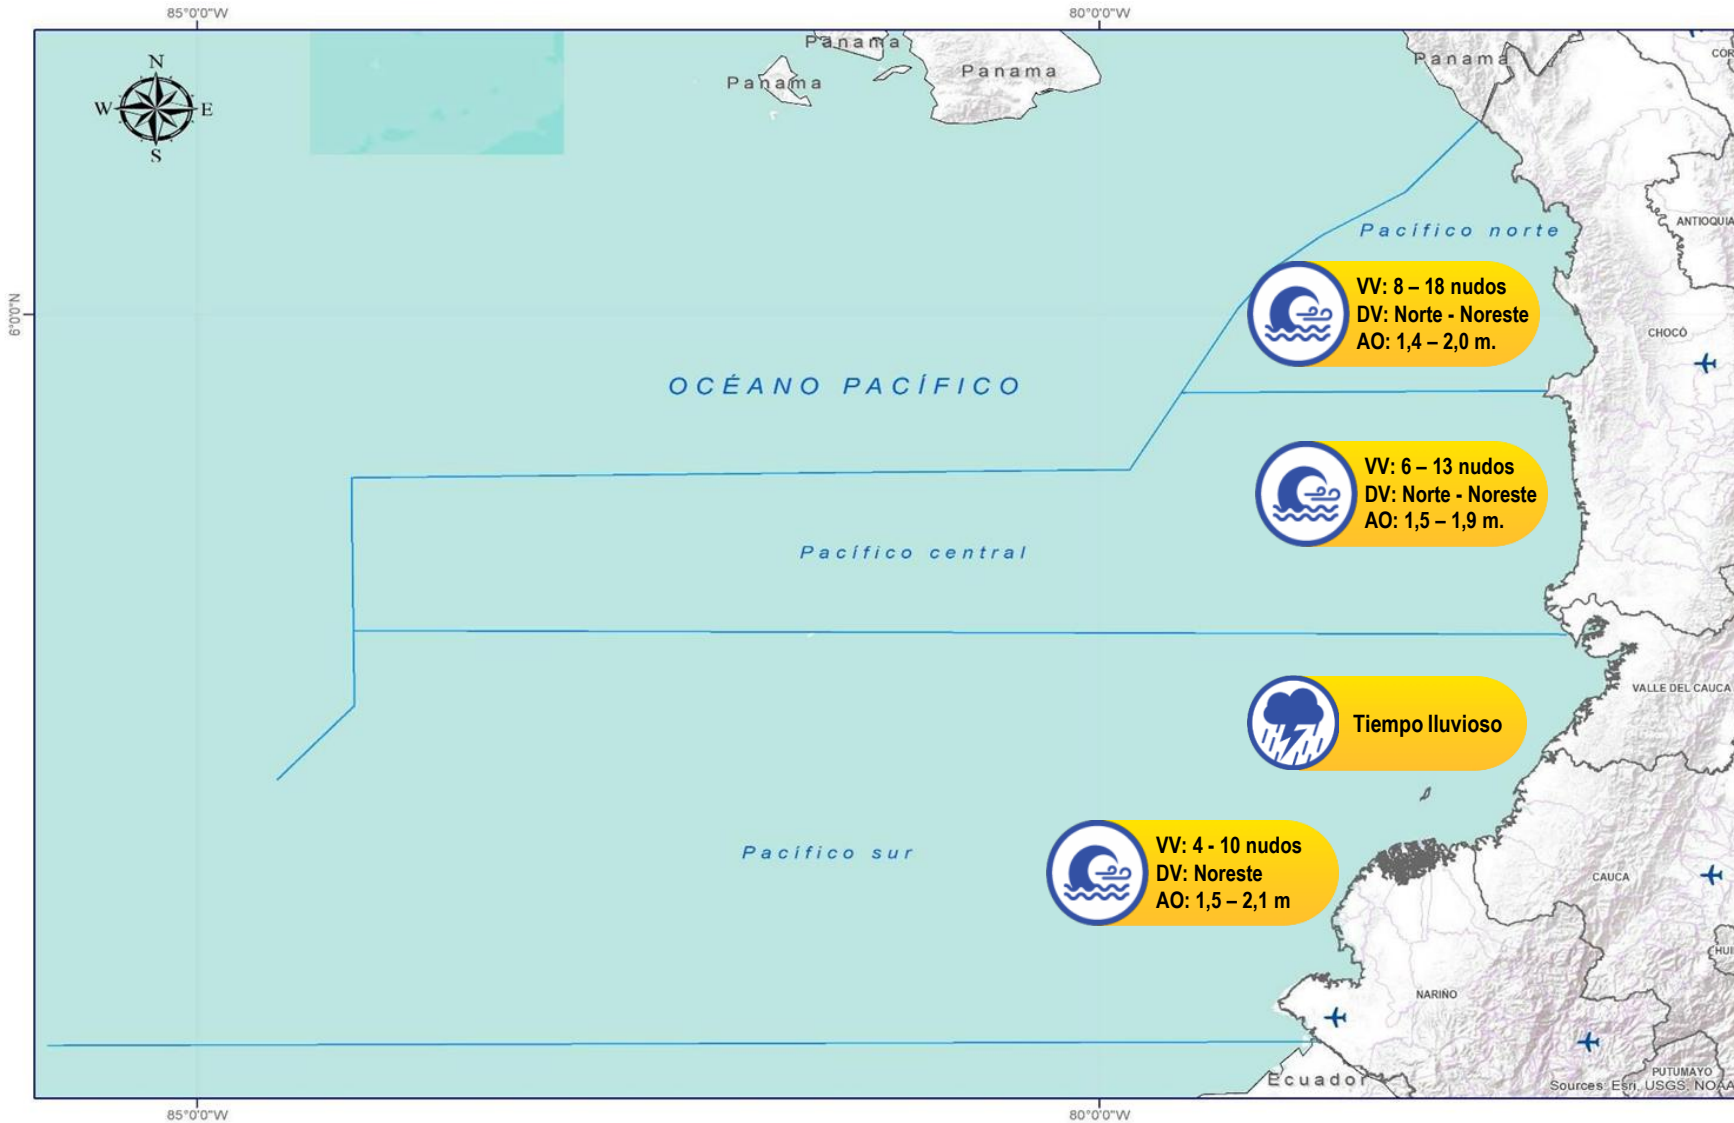 85°0'0"W
80°0'0"W
N
W
E
S
Panama
Panama
Panama
Panama
ANTIOQUIA
Pacífico norte
6°0'0"N
VV: 8 – 18 nudos
DV: Norte - Noreste
AO: 1,4 – 2,0 m.
CHOCÓ
OCÉANO PACÍFICO
VV: 6 – 13 nudos
DV: Norte - Noreste
AO: 1,5 – 1,9 m.
Pacífico central
VALLE DEL CAUCA
Tiempo lluvioso
Pacífico sur
VV: 4 - 10 nudos
DV: Noreste
AO: 1,5 – 2,1 m
CAUCA
HUI
NARIÑO
PUTUMAYO
Ecuador
Sources: Esri, USGS, NOAA
85°0'0"W
80°0'0"W